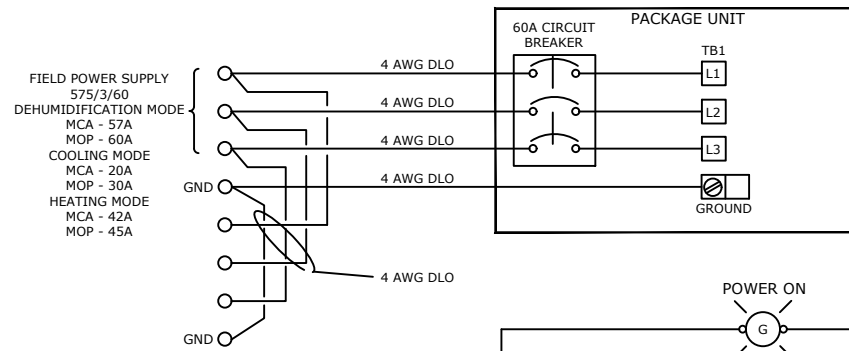 PACKAGE UNIT
60A CIRCUIT
BREAKER
TB1
4 AWG DLO
L1
FIELD POWER SUPPLY
575/3/60
DEHUMIDIFICATION MODE
MCA - 57A
MOP - 60A
COOLING MODE
MCA - 20A
MOP - 30A
HEATING MODE
MCA - 42A
MOP - 45A
4 AWG DLO
L2
4 AWG DLO
L3
GND
4 AWG DLO
GROUND
4 AWG DLO
GND
POWER ON
G